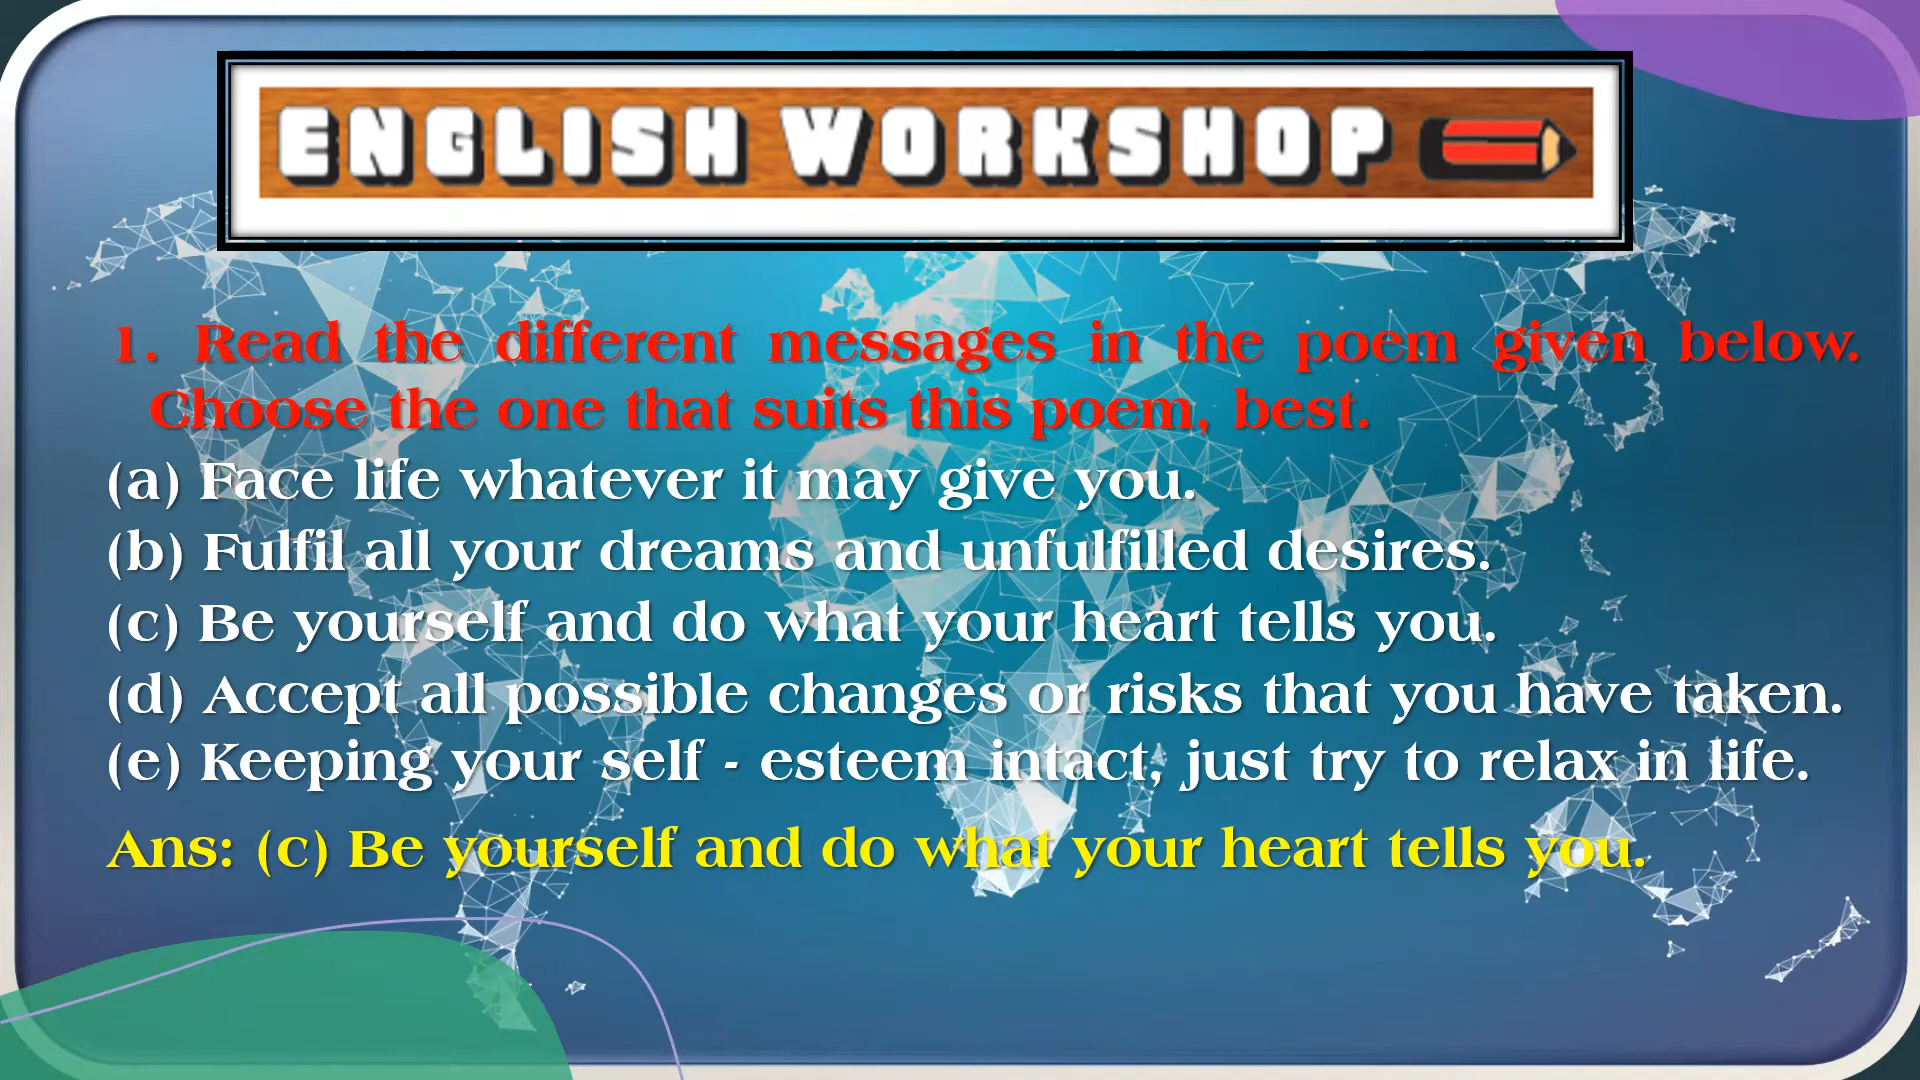 ENGLISH WORKSHOP
1. Read the different messages in the poem given below.
Choose the one that suits this poem, best.
(a) Face life whatever it may give you.
(b) Fulfil all your dreams and unfulfilled desires.
(c) Be yourself and do what your heart tells you.
(d) Accept all possible changes or risks that you have taken.
(e) Keeping your self - esteem intact, just try to relax in life.
Ans: (c) Be yourself and do what your heart tells you.